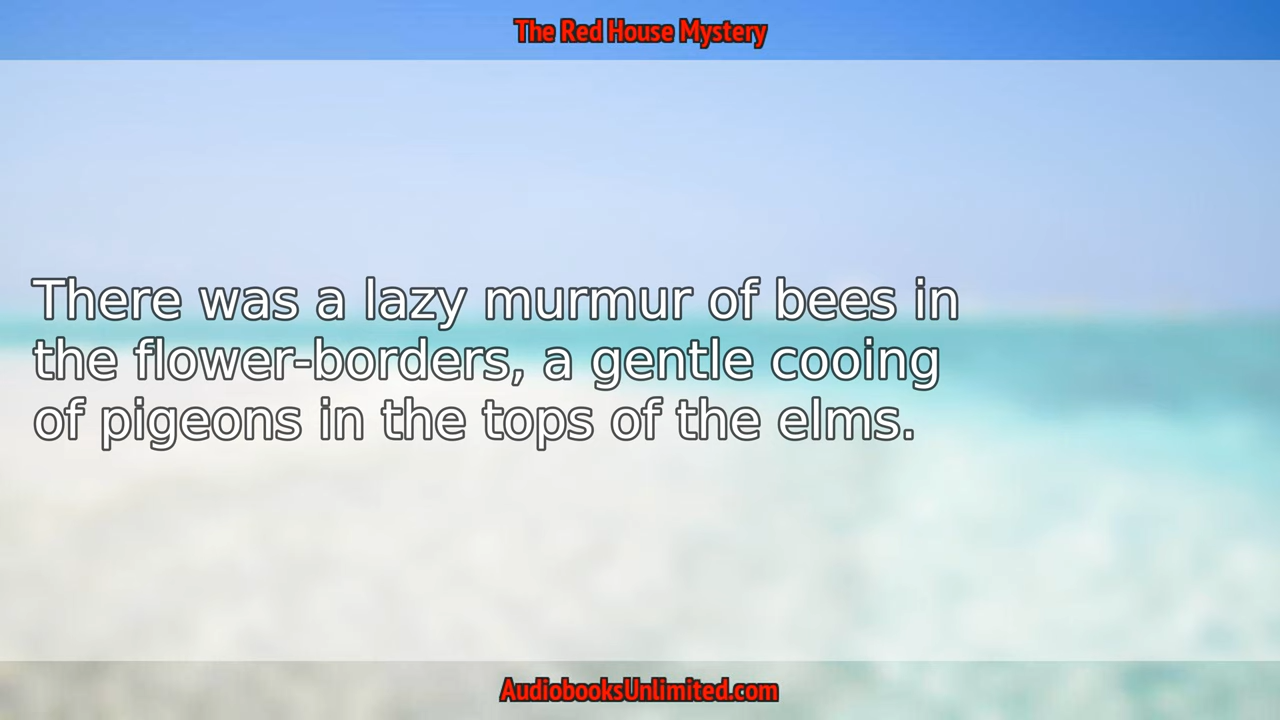 The Red House Mystery
There was a lazy murmur of bees in
the flower-borders, a gentle cooing
of pigeons in the tops of the elms.
AudiobooksUnlimited.com